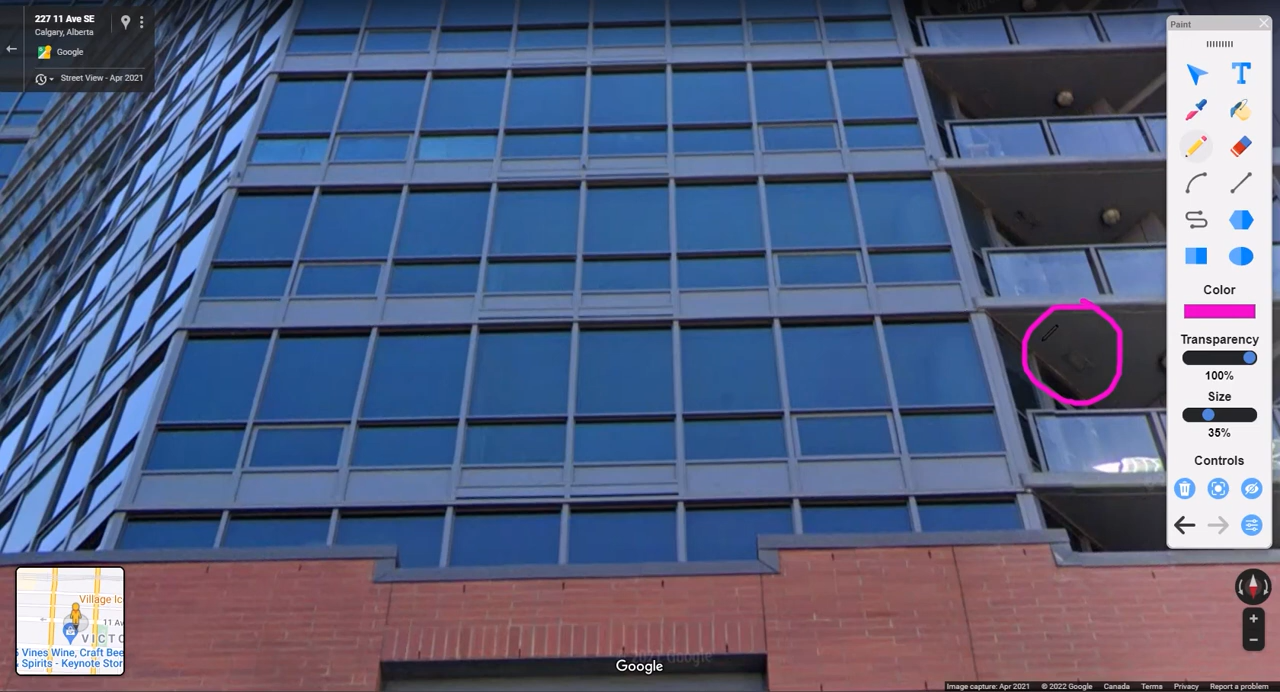 227 11 Ave SE
Calgary, Alberta
Google
Street View - Apr 2021
Paint
T
Color
Transparency
100%
Size
35%
Controls
Village Ic
11 Av
VICTO
Vines Wine, Craft Bee
Spirits - Keynote Stor
Google
Image capture: Apr 2021 © 2022 Google Canada Terms Privacy Report a problem